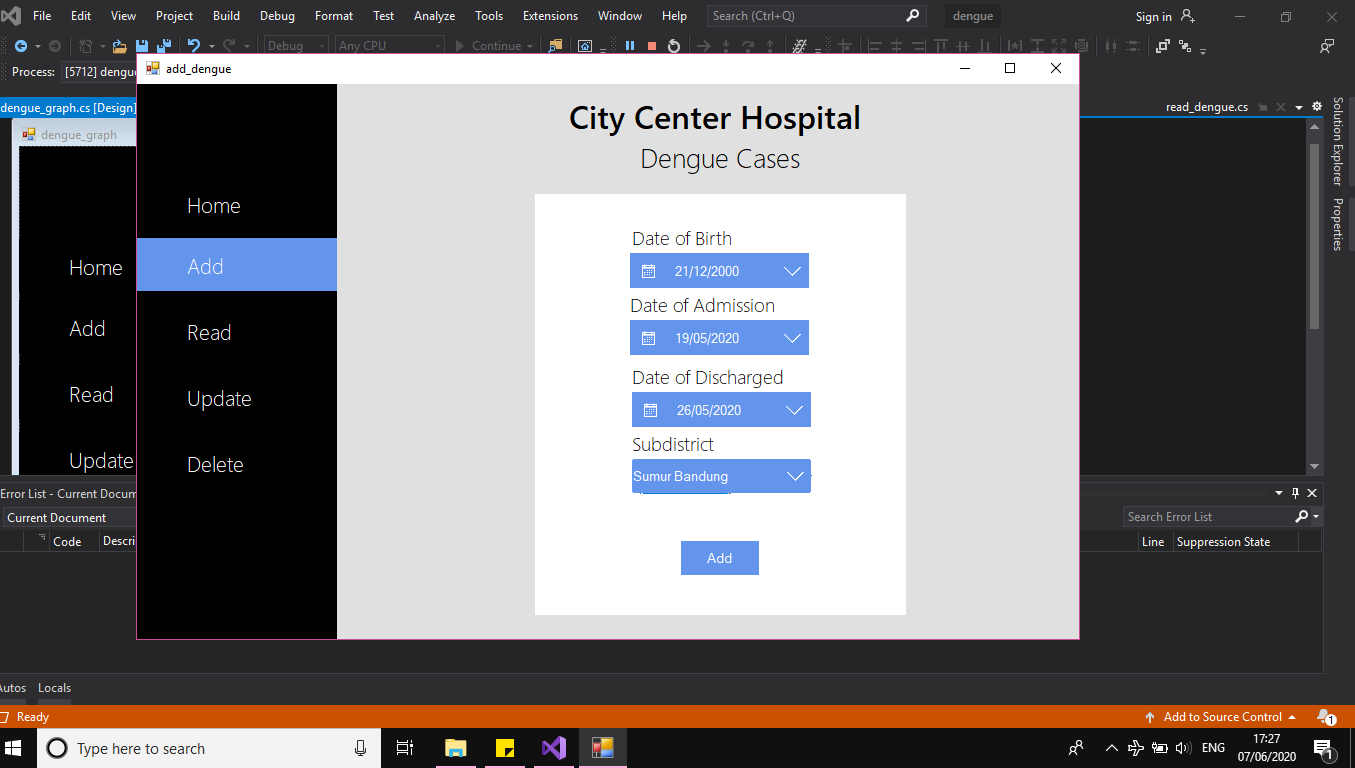 File Edit View Project Build Debug Format Test Analyze Tools Extensions Window Help Search (Ctrl+Q) dengue Sign in
Debug Any CPU Continue
Process: [5712] dengu
add_dengue
dengue_graph.cs [Design] read_dengue.cs
dengue_graph
Home
Add
Read
Update
Home
Add
Read
Update
Delete
City Center Hospital
Dengue Cases
Date of Birth
21/12/2000
Date of Admission
19/05/2020
Date of Discharged
26/05/2020
Subdistrict
Sumur Bandung
Add
Solution Explorer
Properties
Error List - Current Docum
Current Document Search Error List
Code Descri Line Suppression State
Autos Locals
Ready Add to Source Control 1
Type here to search ENG 17:27
07/06/2020 1